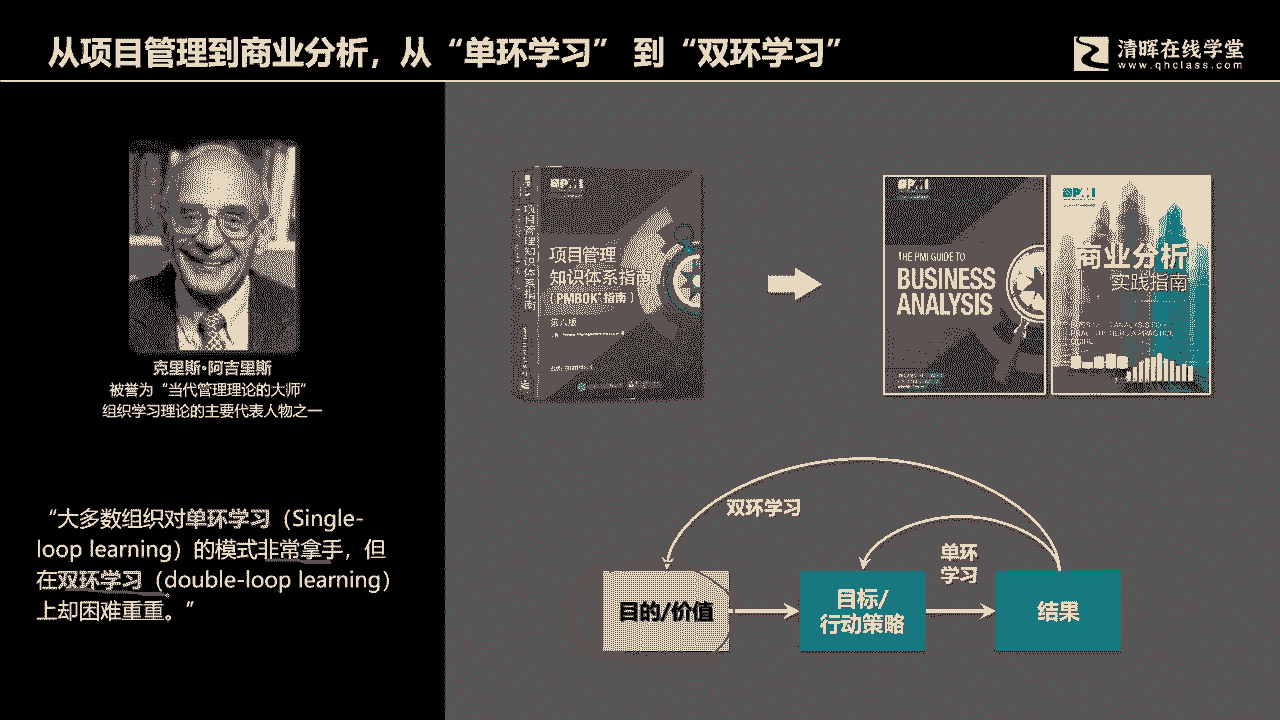 从项目管理到商业分析，从“单环学习” 到“双环学习”
清晖在线学堂
www.qhclass.com
克里斯·阿吉里斯
被誉为“当代管理理论的大师”
组织学习理论的主要代表人物之一
“大多数组织对单环学习（Single-
loop learning）的模式非常拿手，但
在双环学习（double-loop learning）
上却困难重重。”
项目管理知识体系指南
项目管理
知识体系指南
（PMBOK 指南）
第六版
PMI
THE PMI GUIDE TO
BUSINESS
ANALYSIS
PMI
商业分析
实践指南
双环学习
单环
学习
目的/价值
目标/
行动策略
结果